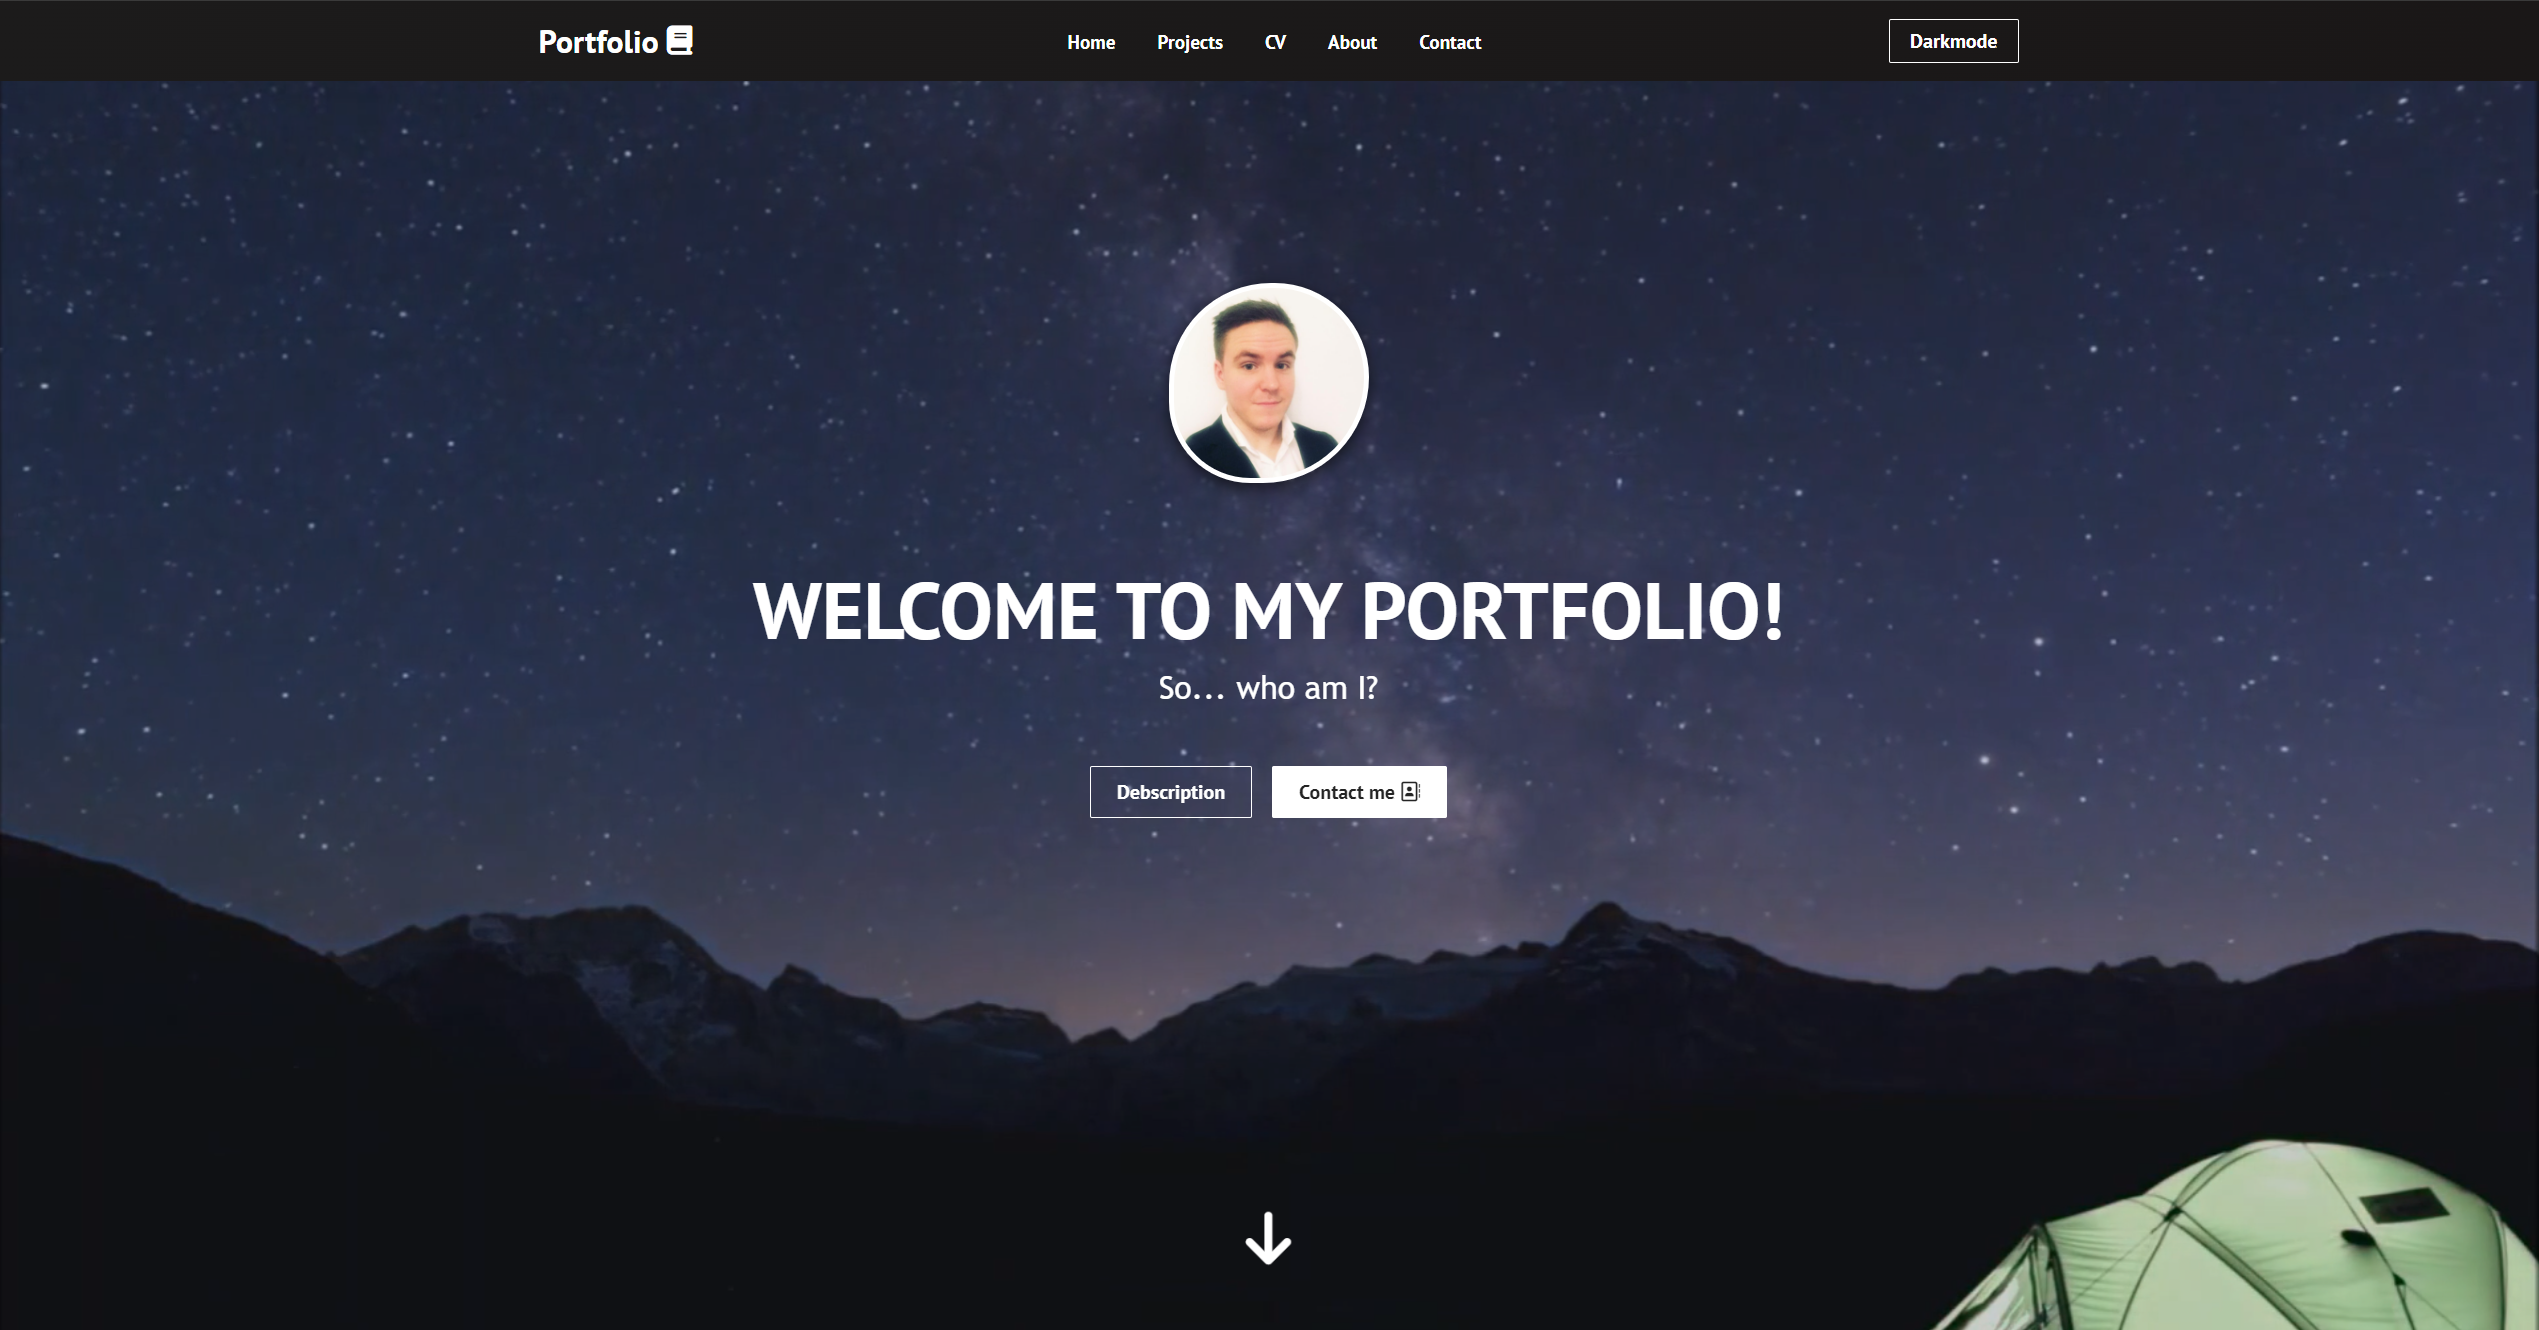 Portfolio
Home Projects CV About Contact
Darkmode
WELCOME TO MY PORTFOLIO!
So... who am I?
Debscription
Contact me